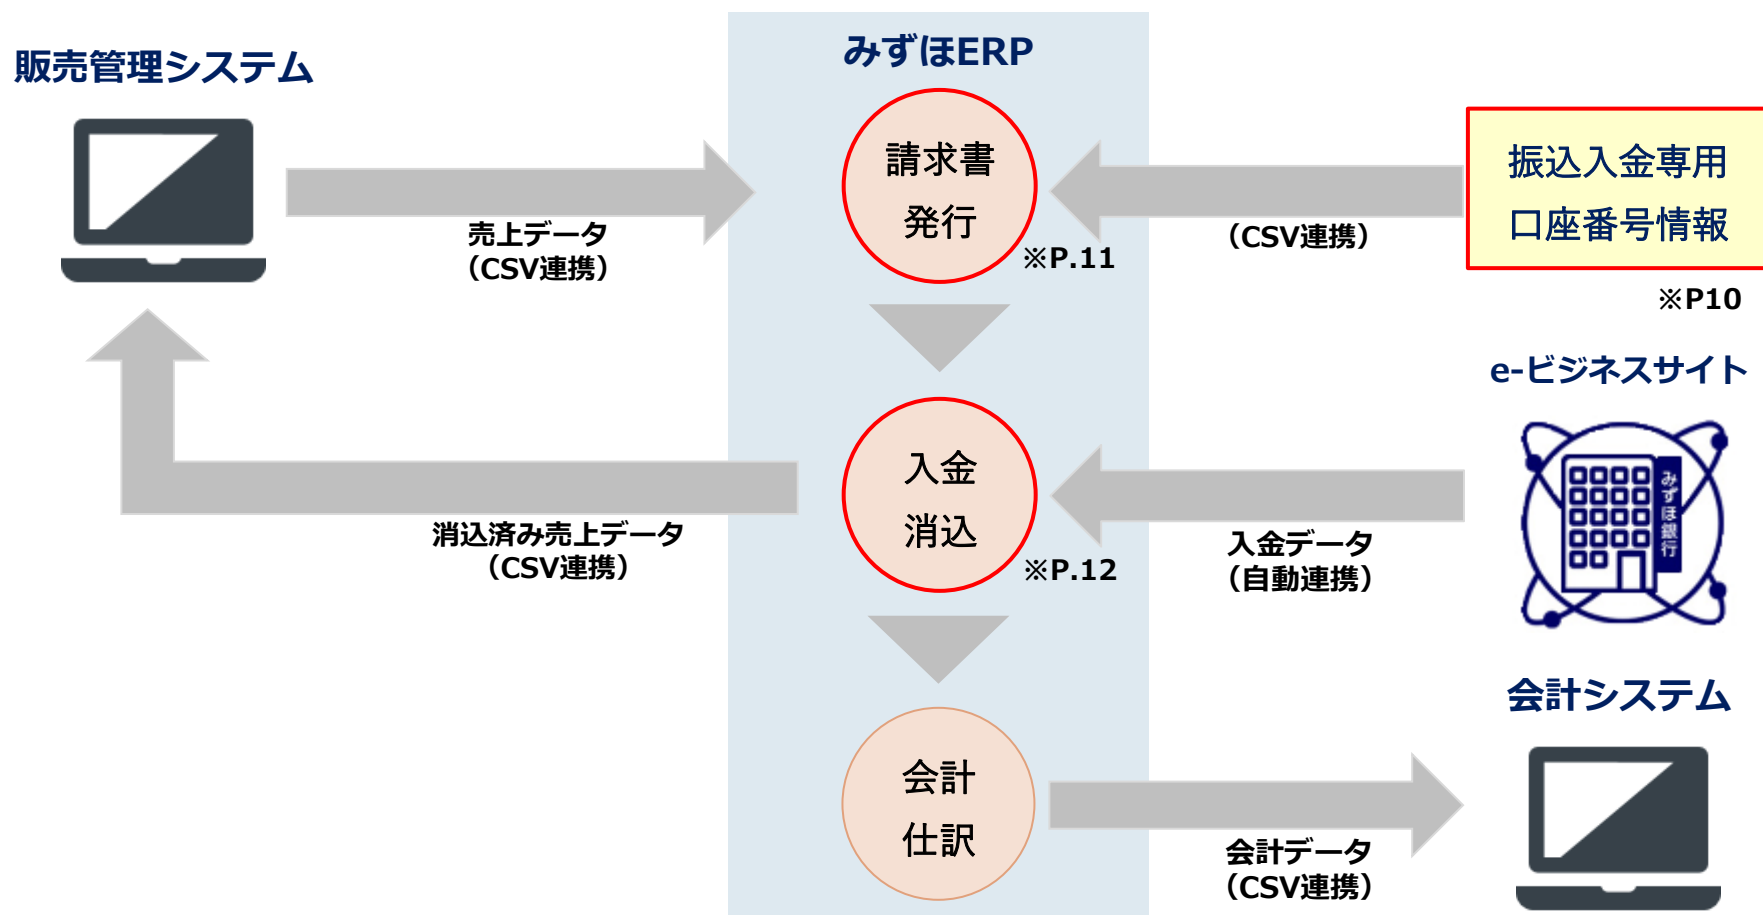 販売管理システム
みずほERP
請求書
発行
※P.11
売上データ
（CSV連携）
（CSV連携）
振込入金専用
口座番号情報
※P10
e-ビジネスサイト
みずほ銀行
入金
消込
※P.12
消込済み売上データ
（CSV連携）
入金データ
（自動連携）
会計システム
会計
仕訳
会計データ
（CSV連携）